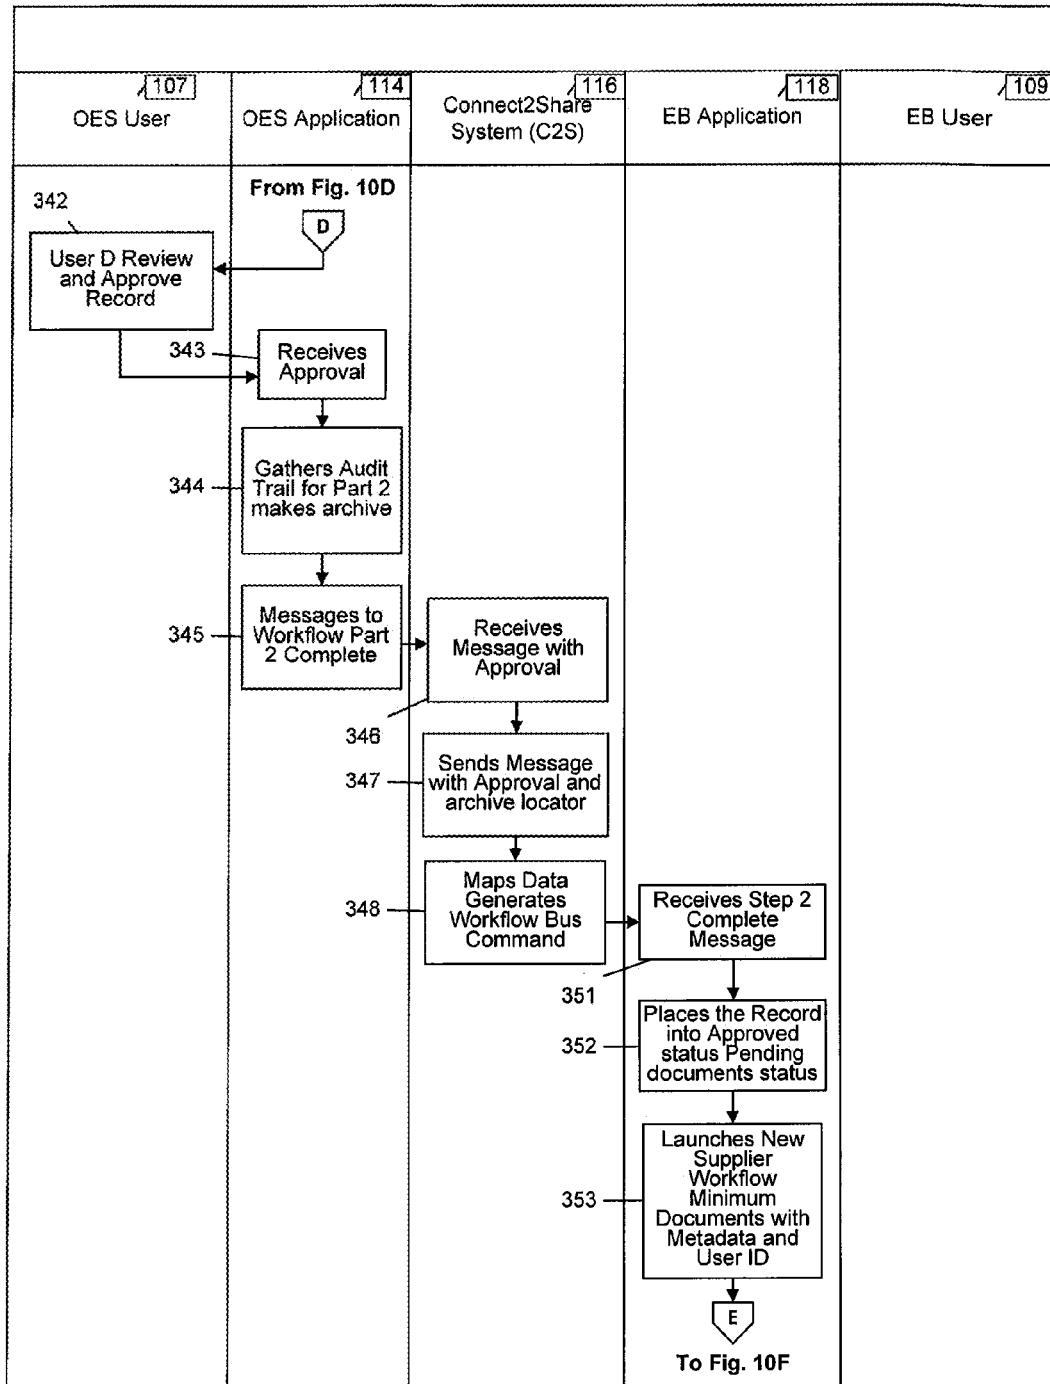 107
OES User
114
OES Application
116
Connect2Share
System (C2S)
118
EB Application
109
EB User
From Fig. 10D
D
342
User D Review
and Approve
Record
343
Receives
Approval
344
Gathers Audit
Trail for Part 2
makes archive
345
Messages to
Workflow Part
2 Complete
Receives
Message with
Approval
346
347
Sends Message
with Approval and
archive locator
348
Maps Data
Generates
Workflow Bus
Command
Receives Step 2
Complete
Message
351
352
Places the Record
into Approved
status Pending
documents status
353
Launches New
Supplier
Workflow
Minimum
Documents with
Metadata and
User ID
E
To Fig. 10F